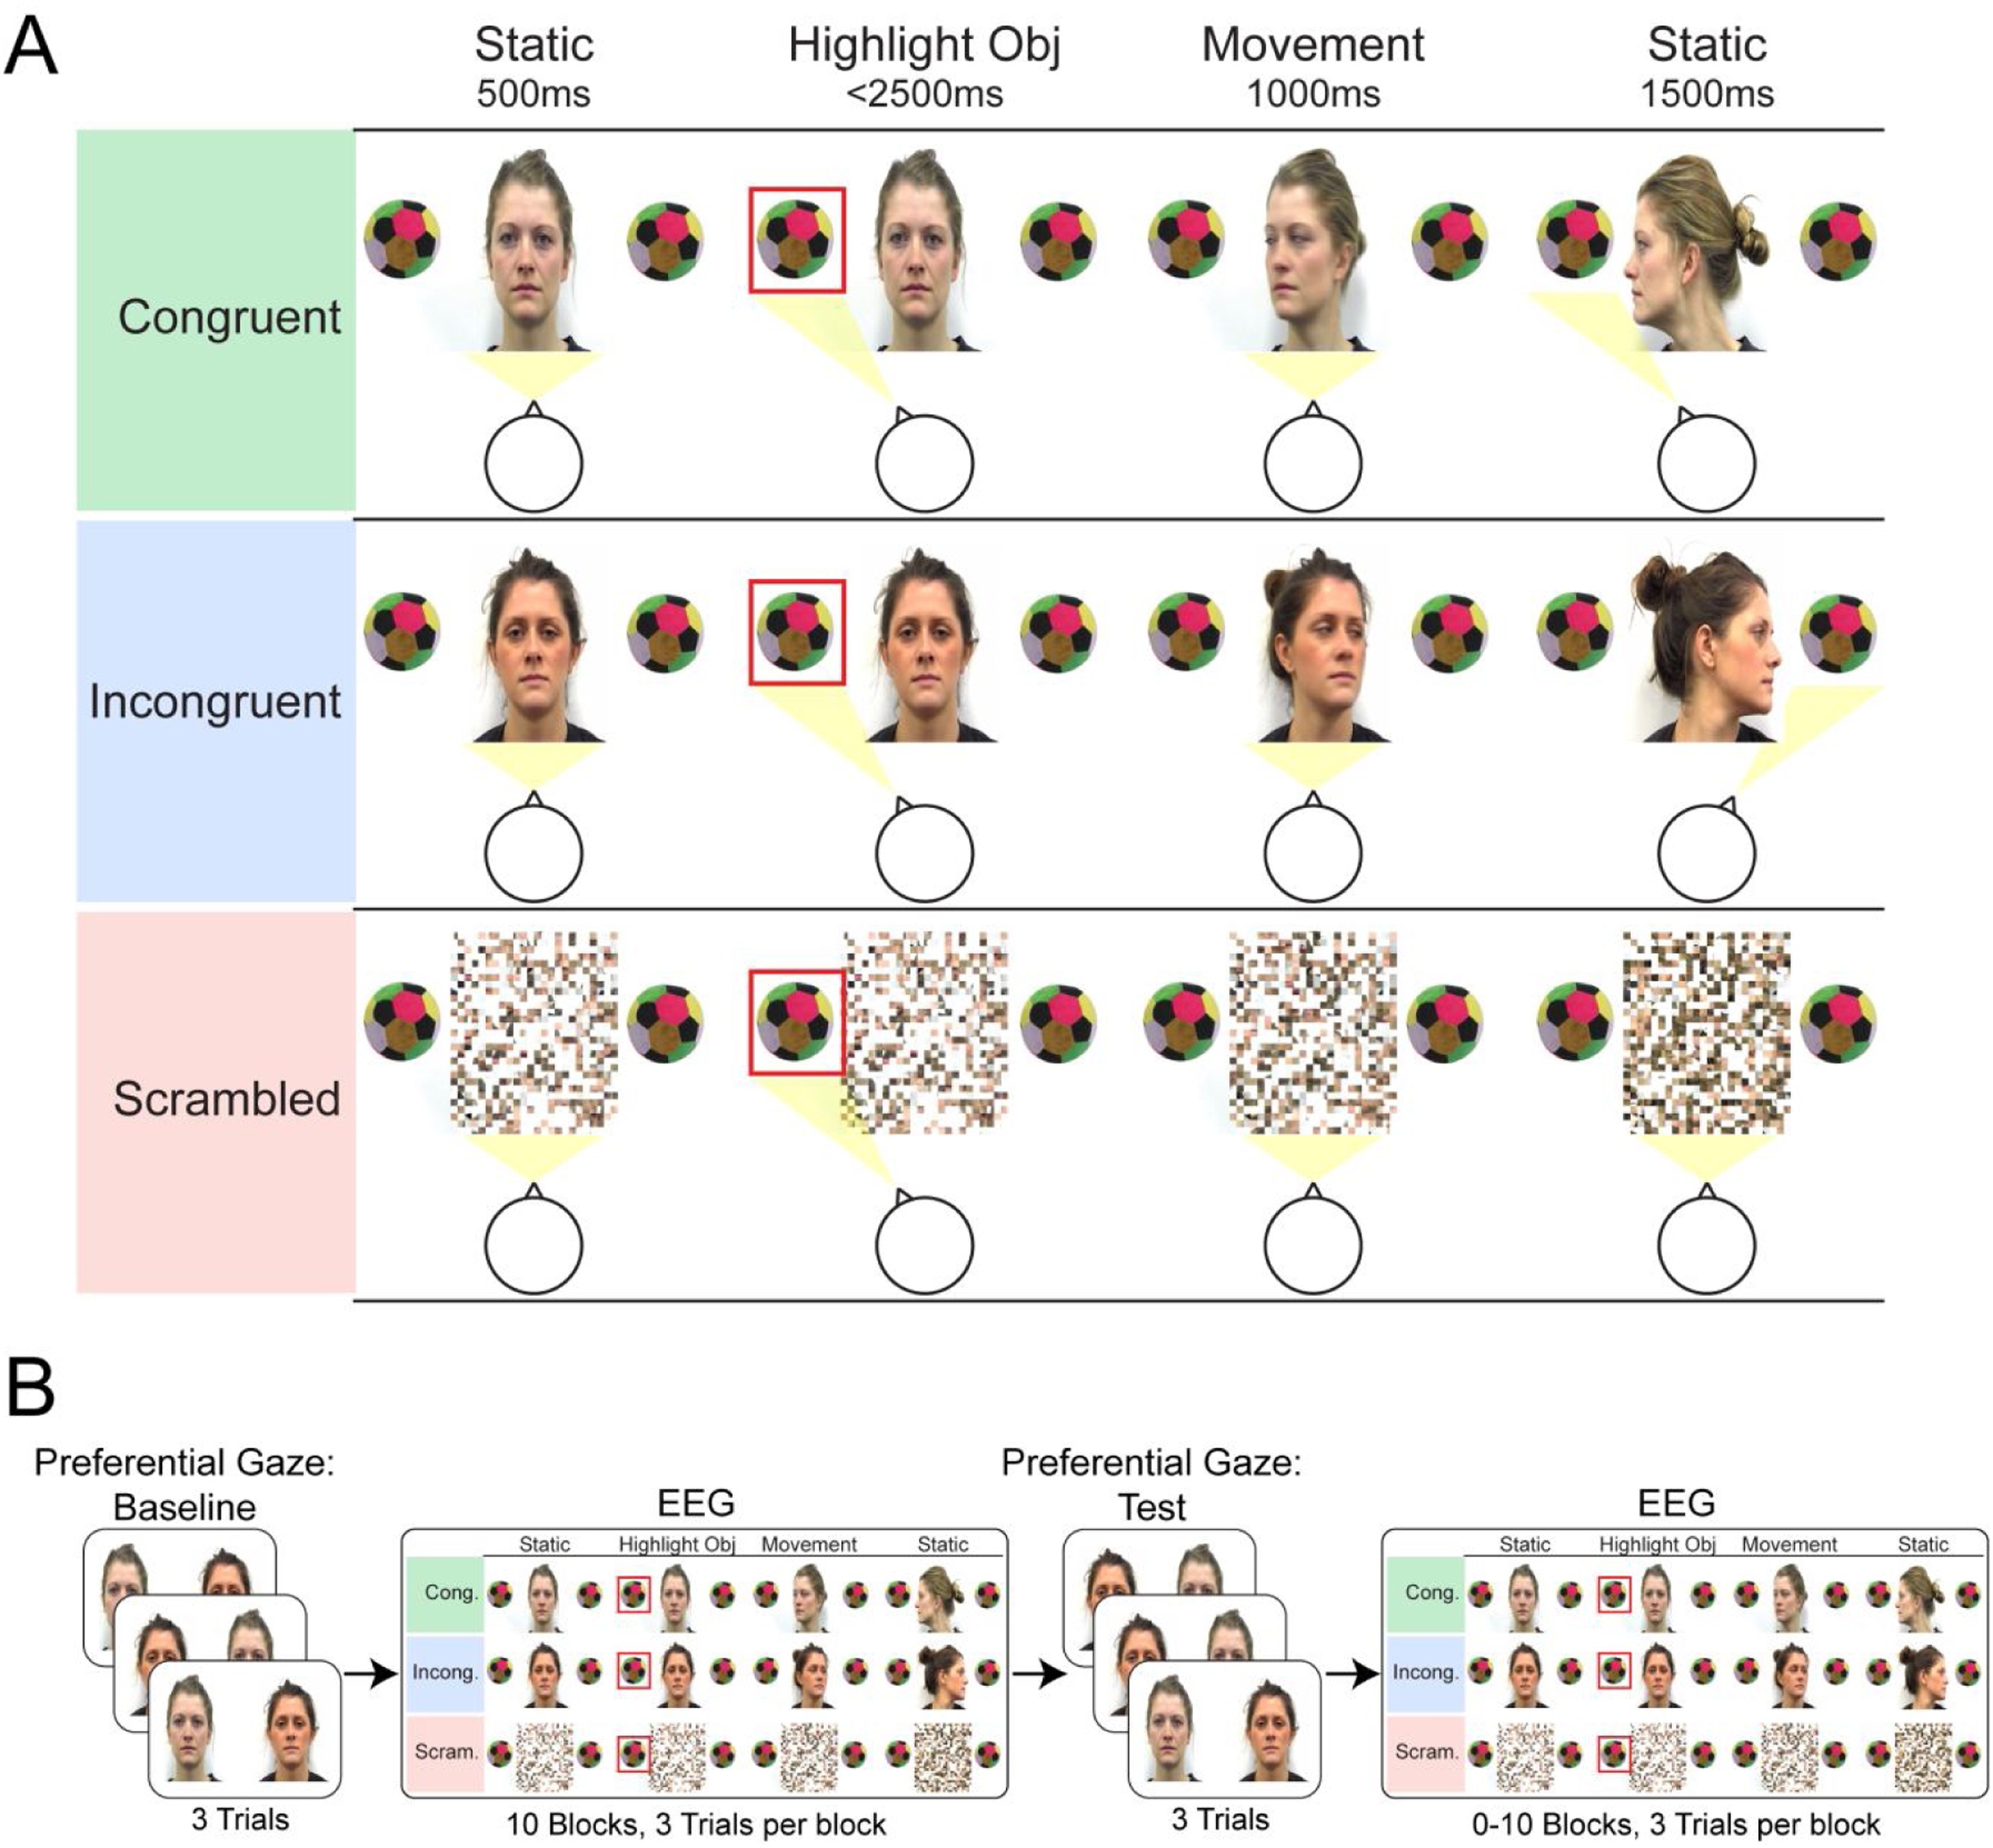 A
Static
500ms
Highlight Obj
<2500ms
Movement
1000ms
Static
1500ms
Congruent
Incongruent
Scrambled
B
Preferential Gaze:
Baseline
3 Trials
EEG
Static Highlight Obj Movement Static
Cong.
Incong.
Scram.
10 Blocks, 3 Trials per block
Preferential Gaze:
Test
3 Trials
EEG
Static Highlight Obj Movement Static
Cong.
Incong.
Scram.
0-10 Blocks, 3 Trials per block